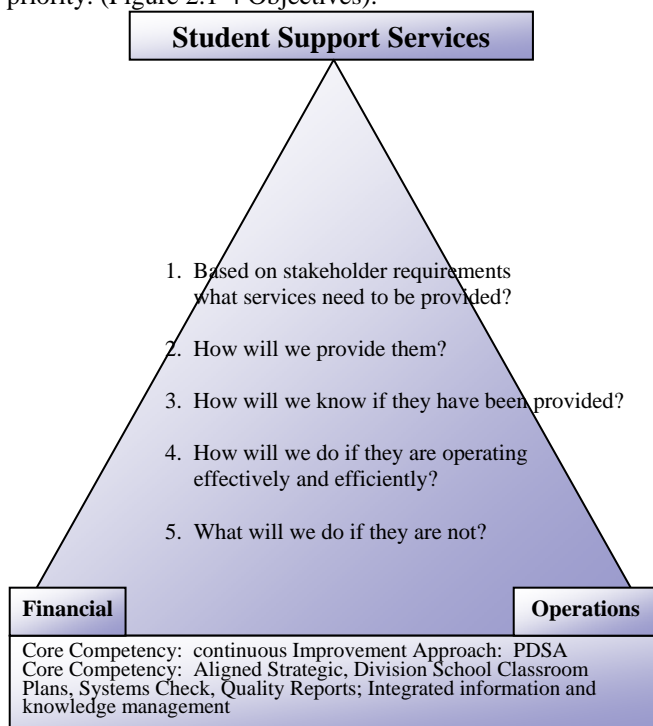 priority. (Figure 2.1-4 Objectives).
Student Support Services
1. Based on stakeholder requirements
what services need to be provided?
2. How will we provide them?
3. How will we know if they have been provided?
4. How will we do if they are operating
effectively and efficiently?
5. What will we do if they are not?
Financial
Operations
Core Competency: continuous Improvement Approach: PDSA
Core Competency: Aligned Strategic, Division School Classroom
Plans, Systems Check, Quality Reports; Integrated information and
knowledge management